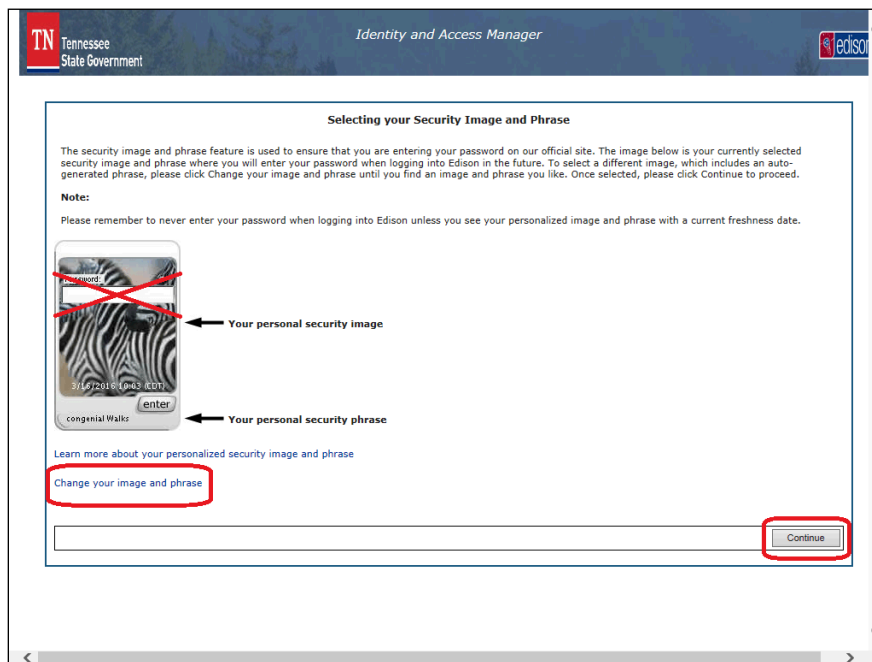 TN Tennessee
State Government
Identity and Access Manager
edison
Selecting your Security Image and Phrase
The security image and phrase feature is used to ensure that you are entering your password on our official site. The image below is your currently selected
security image and phrase where you will enter your password when logging into Edison in the future. To select a different image, which includes an auto-
generated phrase, please click Change your image and phrase until you find an image and phrase you like. Once selected, please click Continue to proceed.
Note:
Please remember to never enter your password when logging into Edison unless you see your personalized image and phrase with a current freshness date.
Password:
Your personal security image
3/16/2016 10:03 (CDT)
enter
congenial Walks
Your personal security phrase
Learn more about your personalized security image and phrase
Change your image and phrase
Continue